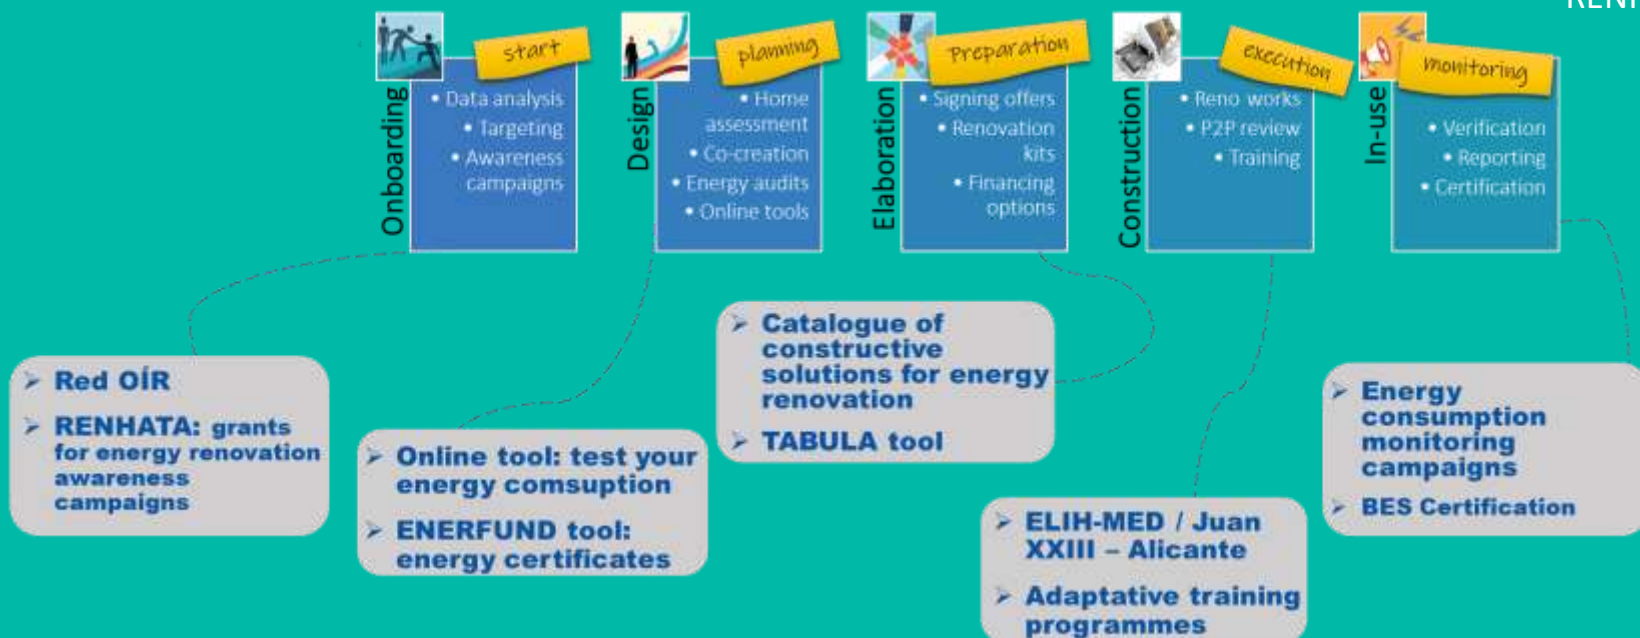 start
Onboarding
• Data analysis
• Targeting
• Awareness
campaigns
planning
Design
• Home
assessment
• Co-creation
• Energy audits
• Online tools
Preparation
Elaboration
• Signing offers
• Renovation
kits
• Financing
options
execution
Construction
• Reno works
• P2P review
• Training
monitoring
In-use
• Verification
• Reporting
• Certification
➢ Red OÍR
➢ RENHATA: grants
for energy renovation
awareness
campaigns
➢ Online tool: test your
energy comsuption
➢ ENERFUND tool:
energy certificates
➢ Catalogue of
constructive
solutions for energy
renovation
➢ TABULA tool
➢ ELIH-MED / Juan
XXIII – Alicante
➢ Adaptative training
programmes
➢ Energy
consumption
monitoring
campaigns
➢ BES Certification